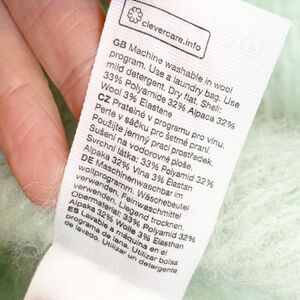 clevercare.info
GB Machine washable in wool
program. Use a laundry bag. Use
mild detergent. Dry flat. Shell:
33% Polyamide 32% Alpaca 32%
Wool 3% Elastane
CZ Pratelné v programu pro vlnu.
Perte v sáčku pro šetrné praní.
Použijte jemný prací prostředek.
Sušení na vodorovné ploše.
Svrchní látka: 33% Polyamid 32%
Alpaka 32% Vlna 3% Elastan
DE Maschinenwaschbar im
wollprogramm. Wäschebeutel
verwenden. Feinwaschmittel
verwenden. Liegend trocknen.
Obermaterial: 33% Polyamid 32%
Alpaka 32% Wolle 3% Elasthan
ES Lavable a máquina en el
programa de lana. Utilizar bolsa
de lavado. Utilizar un detergente